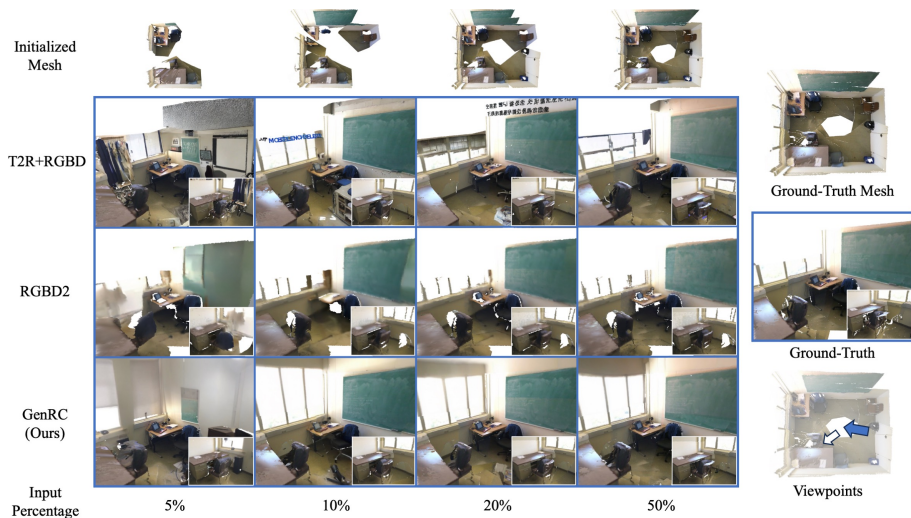 Initialized
Mesh
T2R+RGBD
RGBD2
GenRC
(Ours)
Input
Percentage
5%
10%
20%
50%
Ground-Truth Mesh
Ground-Truth
Viewpoints